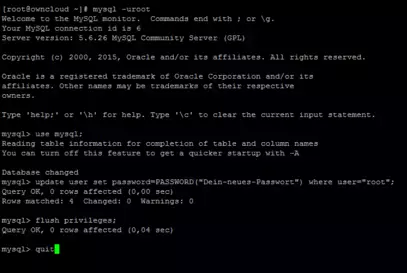 [root@owncloud ~]# mysql -uroot
Welcome to the MySQL monitor.  Commands end with ; or \g.
Your MySQL connection id is 6
Server version: 5.6.26 MySQL Community Server (GPL)
Copyright (c) 2000, 2015, Oracle and/or its affiliates. All rights reserved.
Oracle is a registered trademark of Oracle Corporation and/or its
affiliates. Other names may be trademarks of their respective
owners.
Type 'help;' or '\h' for help. Type '\c' to clear the current input statement.
mysql> use mysql;
Reading table information for completion of table and column names
You can turn off this feature to get a quicker startup with -A
Database changed
mysql> update user set password=PASSWORD("Dein-neues-Passwort") where user="root";
Query OK, 0 rows affected (0,00 sec)
Rows matched: 4  Changed: 0  Warnings: 0
mysql> flush privileges;
Query OK, 0 rows affected (0,04 sec)
mysql> quit